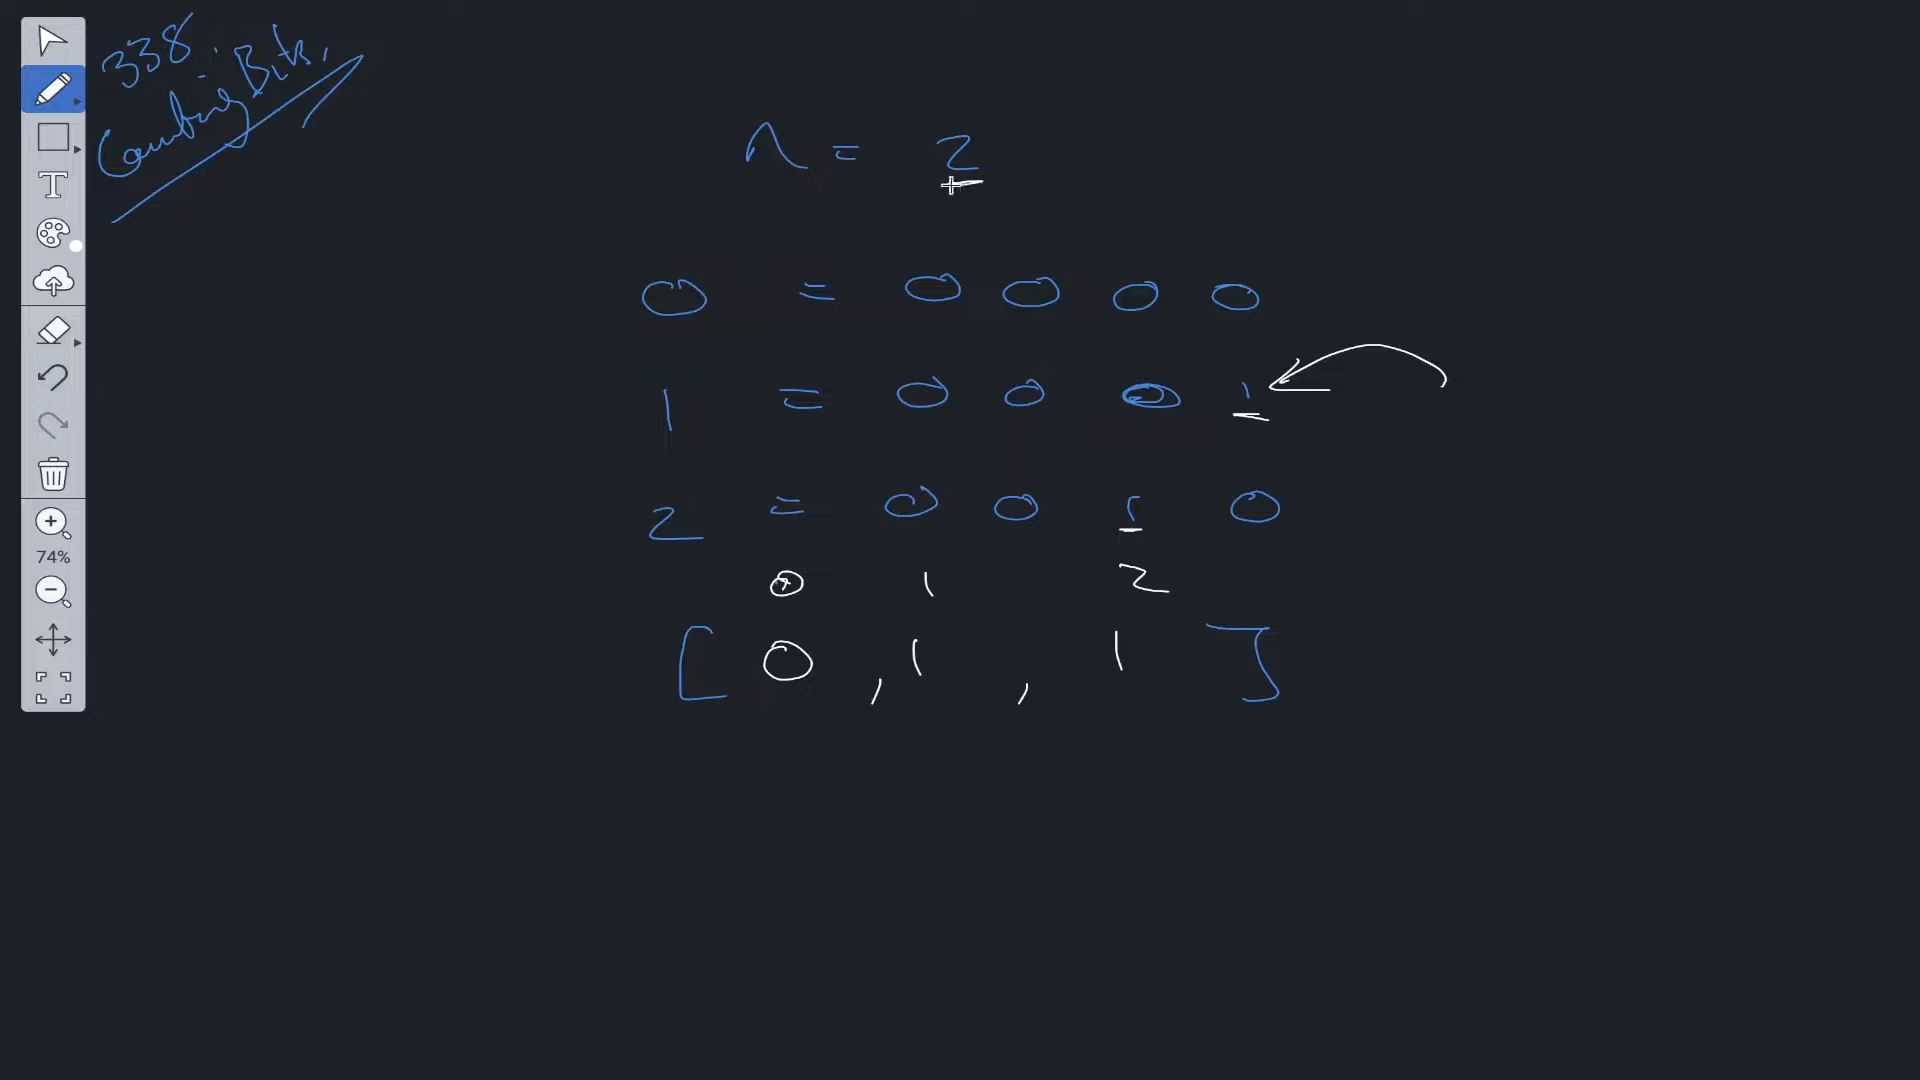 338
Counting Bits.
n = 2
0 = 0 0 0 0
1 = 0 0 0 1
2 = 0 0 1 0
0 1 2
[ 0 , 1 , 1 ]
T
74%